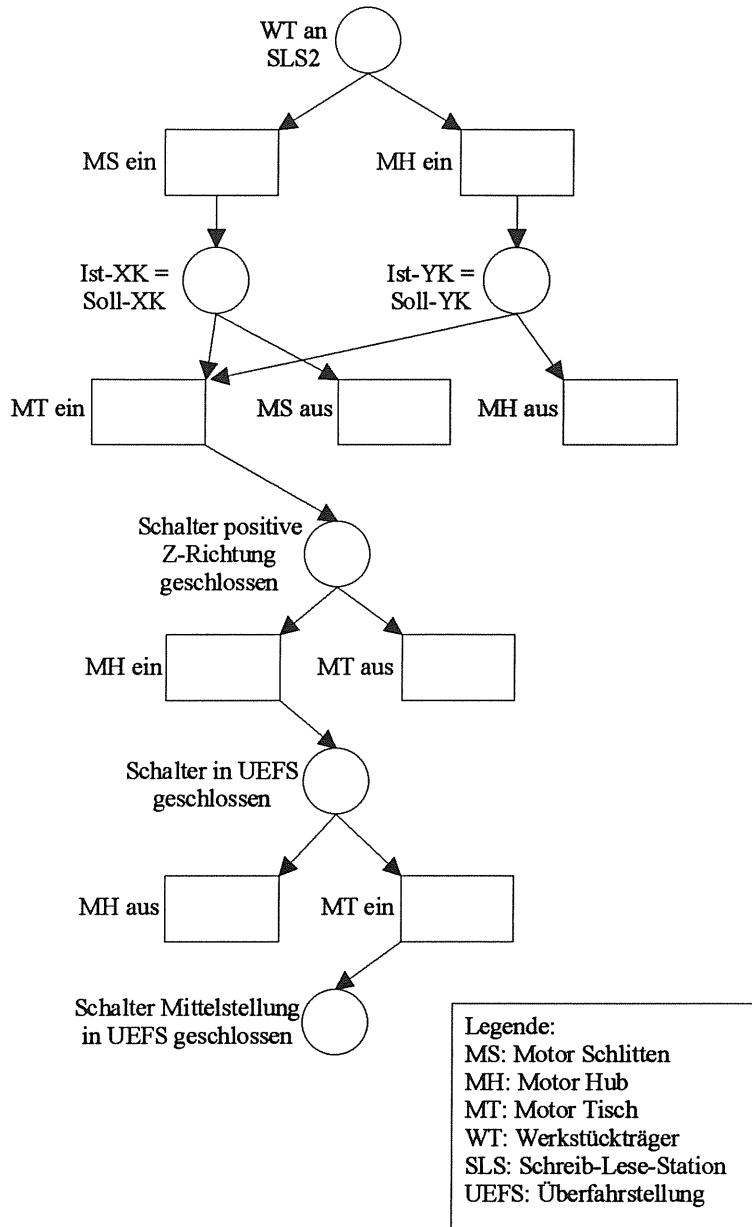 WT an
SLS2
MS ein
MH ein
Ist-XK =
Soll-XK
Ist-YK =
Soll-YK
MT ein
MS aus
MH aus
Schalter positive
Z-Richtung
geschlossen
MH ein
MT aus
Schalter in UEFS
geschlossen
MH aus
MT ein
Schalter Mittelstellung
in UEFS geschlossen
Legende:
MS: Motor Schlitten
MH: Motor Hub
MT: Motor Tisch
WT: Werkstückträger
SLS: Schreib-Lese-Station
UEFS: Überfahrstellung